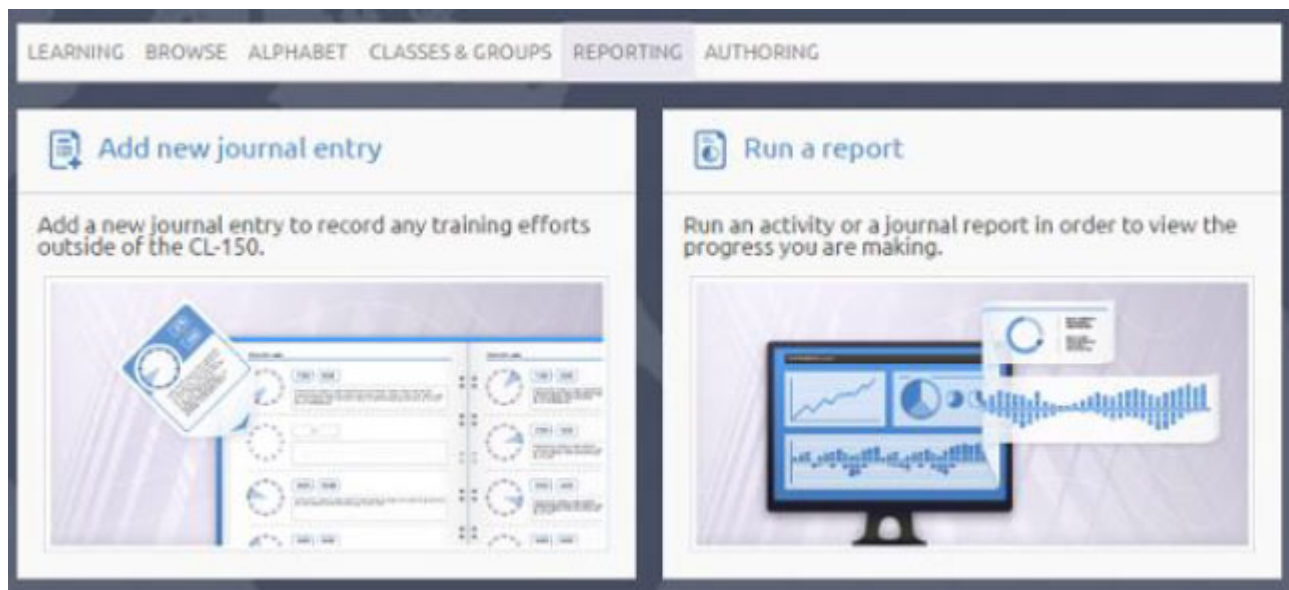 LEARNING BROWSE ALPHABET CLASSES & GROUPS REPORTING AUTHORING
Add new journal entry
Add a new journal entry to record any training efforts
outside of the CL-150.
Run a report
Run an activity or a journal report in order to view the
progress you are making.